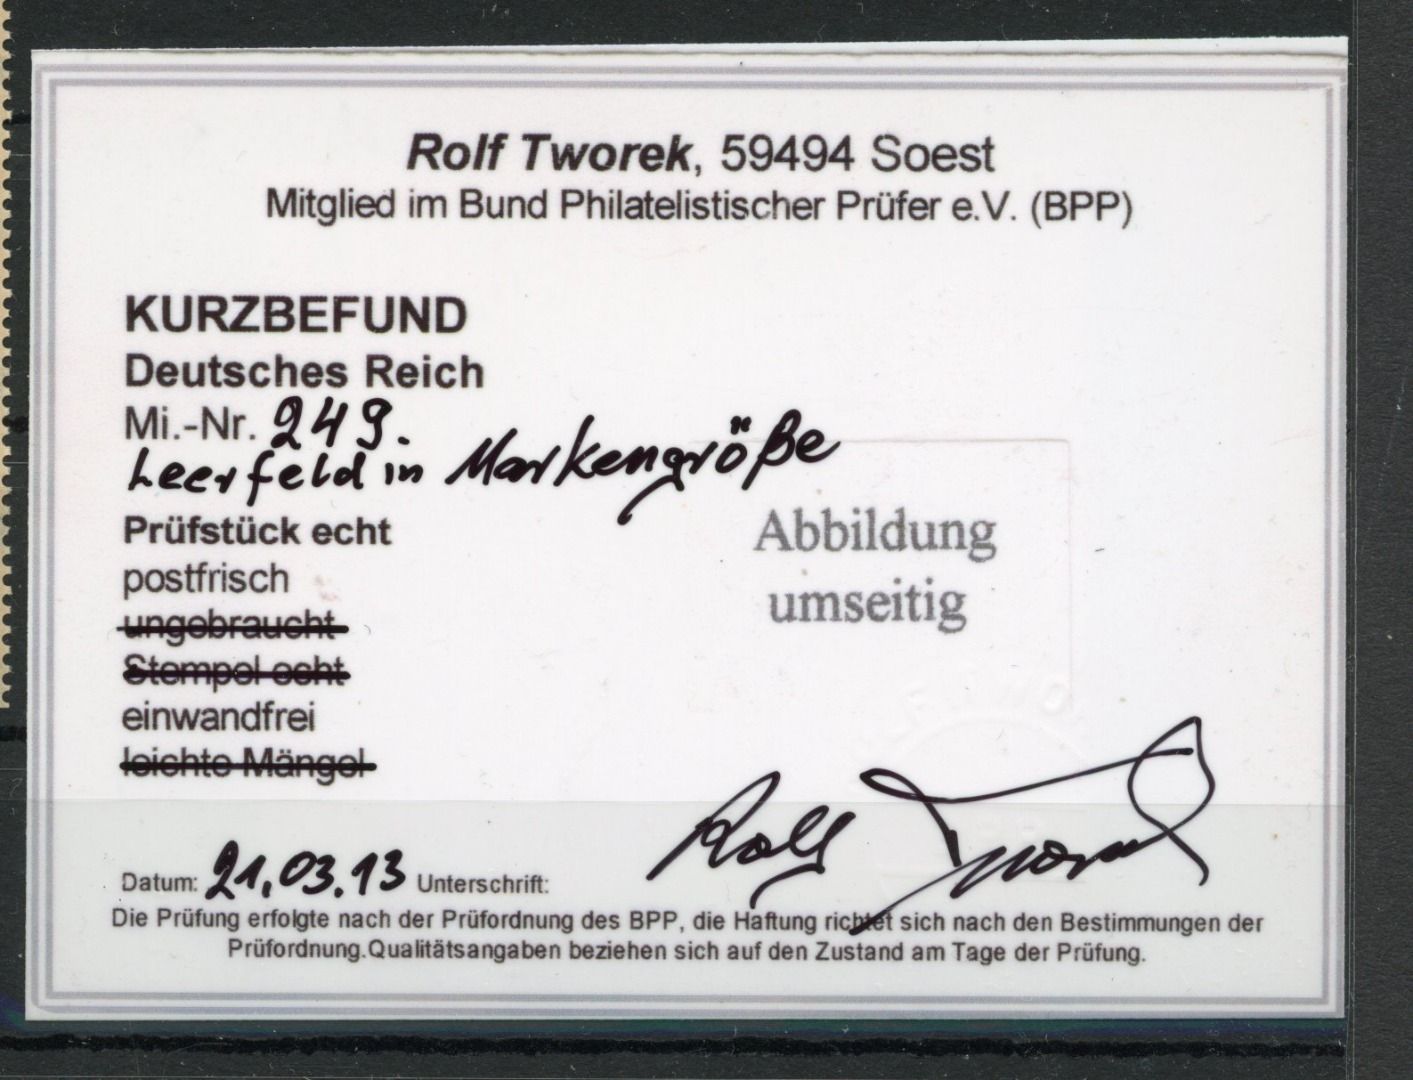 Rolf Tworek, 59494 Soest
Mitglied im Bund Philatelistischer Prüfer e.V. (BPP)
KURZBEFUND
Deutsches Reich
Mi.-Nr. 249.
Leerfeld in Markengröße
Prüfstück echt
postfrisch
ungebraucht
Stempel echt
einwandfrei
leichte Mängel
Abbildung
umseitig
Datum: 21.03.13 Unterschrift: Rolf Tworek
Die Prüfung erfolgte nach der Prüfordnung des BPP, die Haftung richtet sich nach den Bestimmungen der
Prüfordnung.Qualitätsangaben beziehen sich auf den Zustand am Tage der Prüfung.